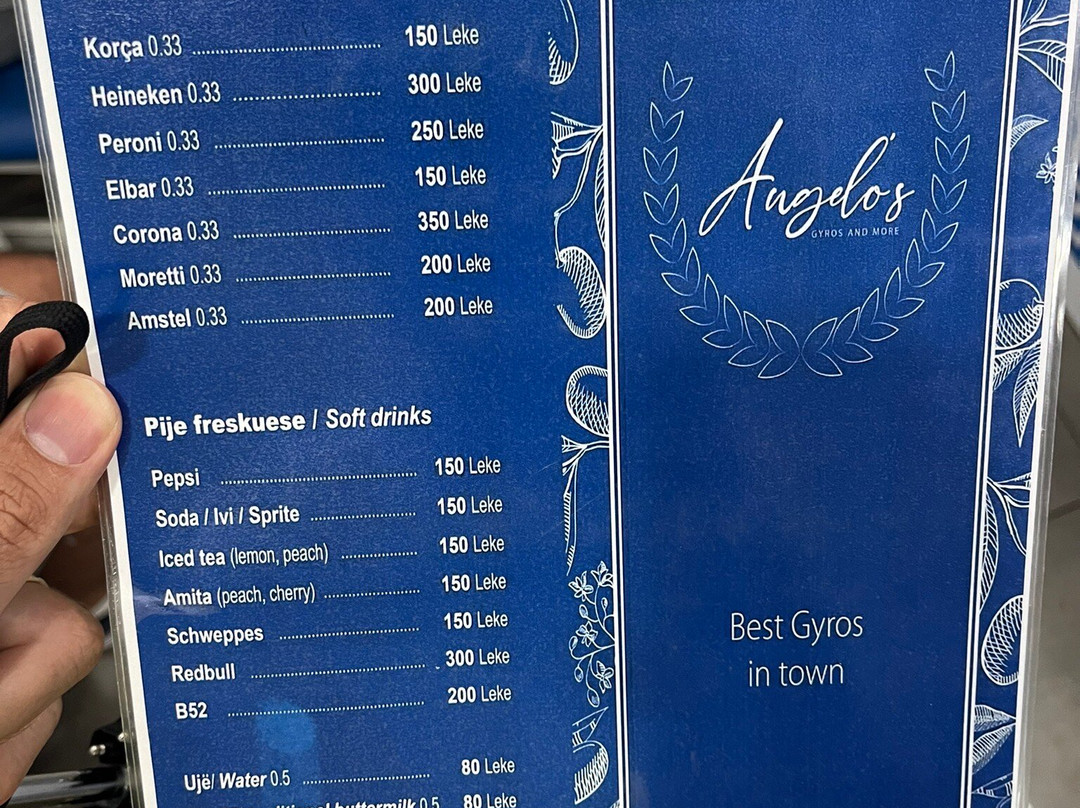 Korça 0.33 ........ 150 Leke
Heineken 0.33 ........ 300 Leke
Peroni 0.33 ........ 250 Leke
Elbar 0.33 ........ 150 Leke
Corona 0.33 ........ 350 Leke
Moretti 0.33 ........ 200 Leke
Amstel 0.33 ........ 200 Leke
Pije freskuese / Soft drinks
Pepsi ........ 150 Leke
Soda / Ivi / Sprite ........ 150 Leke
Iced tea (lemon, peach) ........ 150 Leke
Amita (peach, cherry) ........ 150 Leke
Schweppes ........ 150 Leke
Redbull ........ 300 Leke
B52 ........ 200 Leke
Ujë/ Water 0.5 ........ 80 Leke
buttermilk 0.5 80 Leke
Angelo's
GYROS AND MORE
Best Gyros
in town